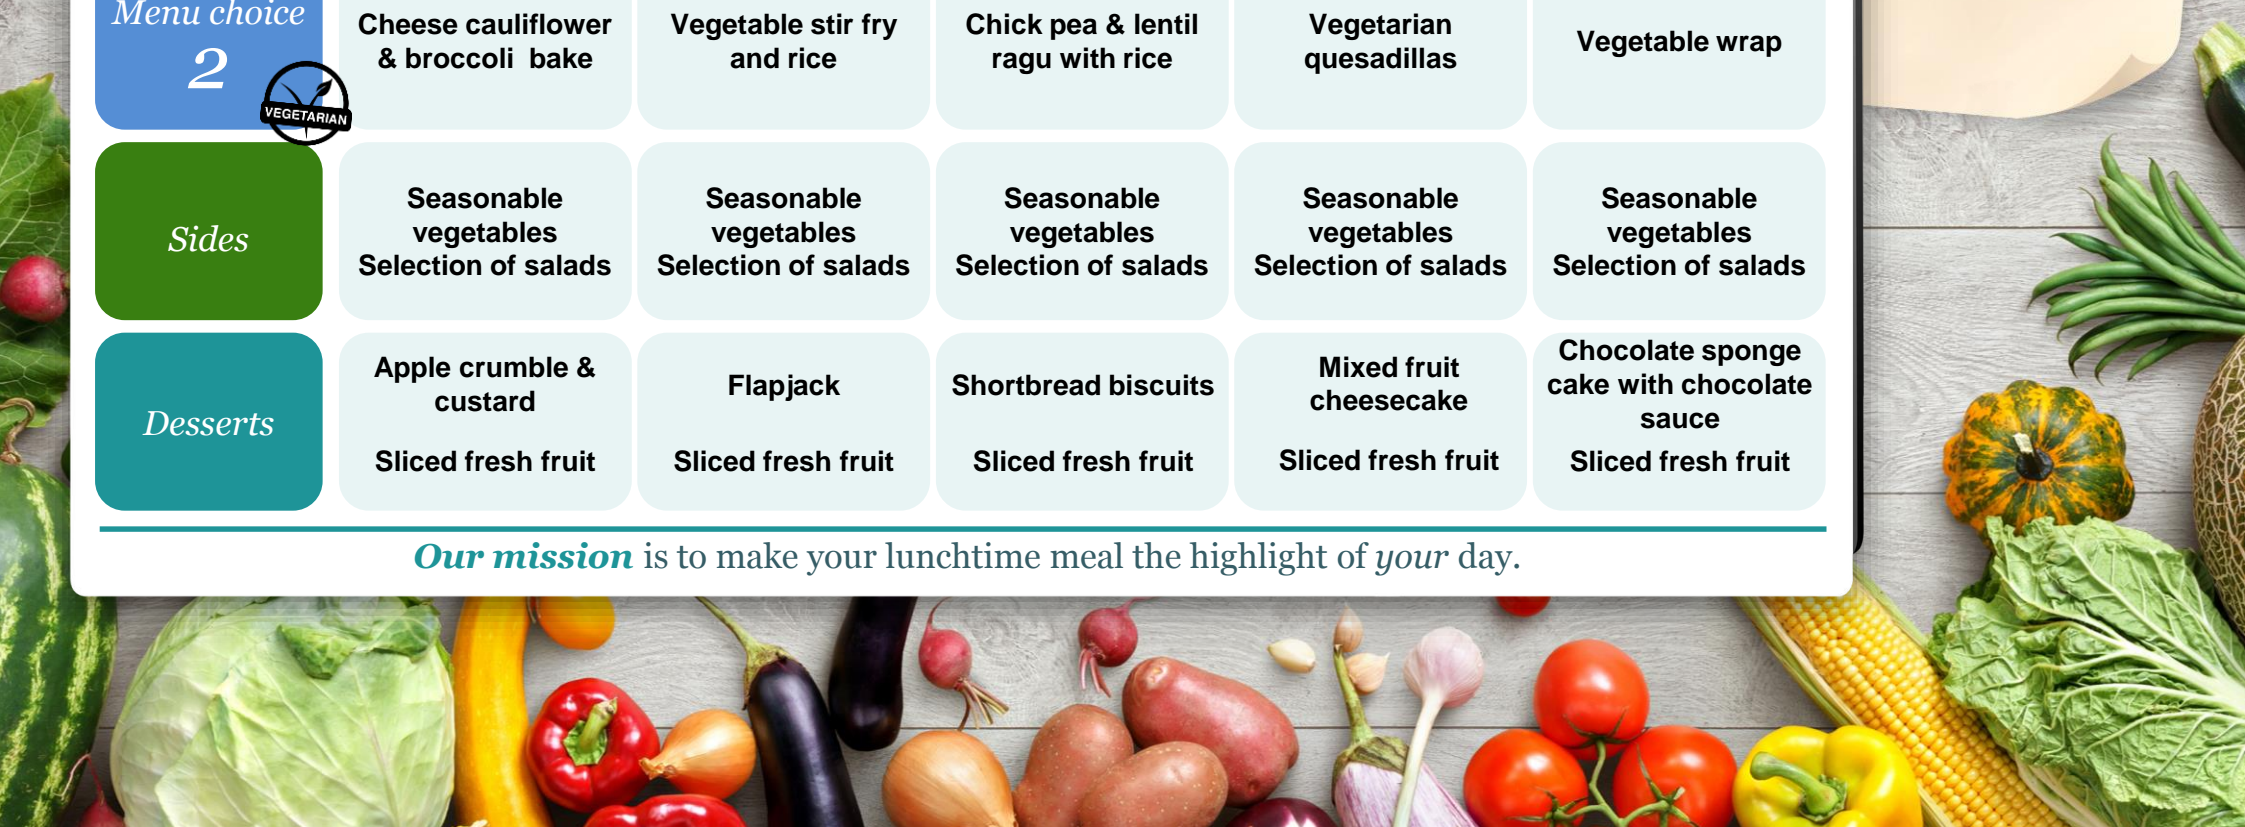 Menu choice
2
VEGETARIAN
Cheese cauliflower
& broccoli bake
Vegetable stir fry
and rice
Chick pea & lentil
ragu with rice
Vegetarian
quesadillas
Vegetable wrap
Sides
Seasonable
vegetables
Selection of salads
Seasonable
vegetables
Selection of salads
Seasonable
vegetables
Selection of salads
Seasonable
vegetables
Selection of salads
Seasonable
vegetables
Selection of salads
Desserts
Apple crumble &
custard
Sliced fresh fruit
Flapjack
Sliced fresh fruit
Shortbread biscuits
Sliced fresh fruit
Mixed fruit
cheesecake
Sliced fresh fruit
Chocolate sponge
cake with chocolate
sauce
Sliced fresh fruit
Our mission is to make your lunchtime meal the highlight of your day.